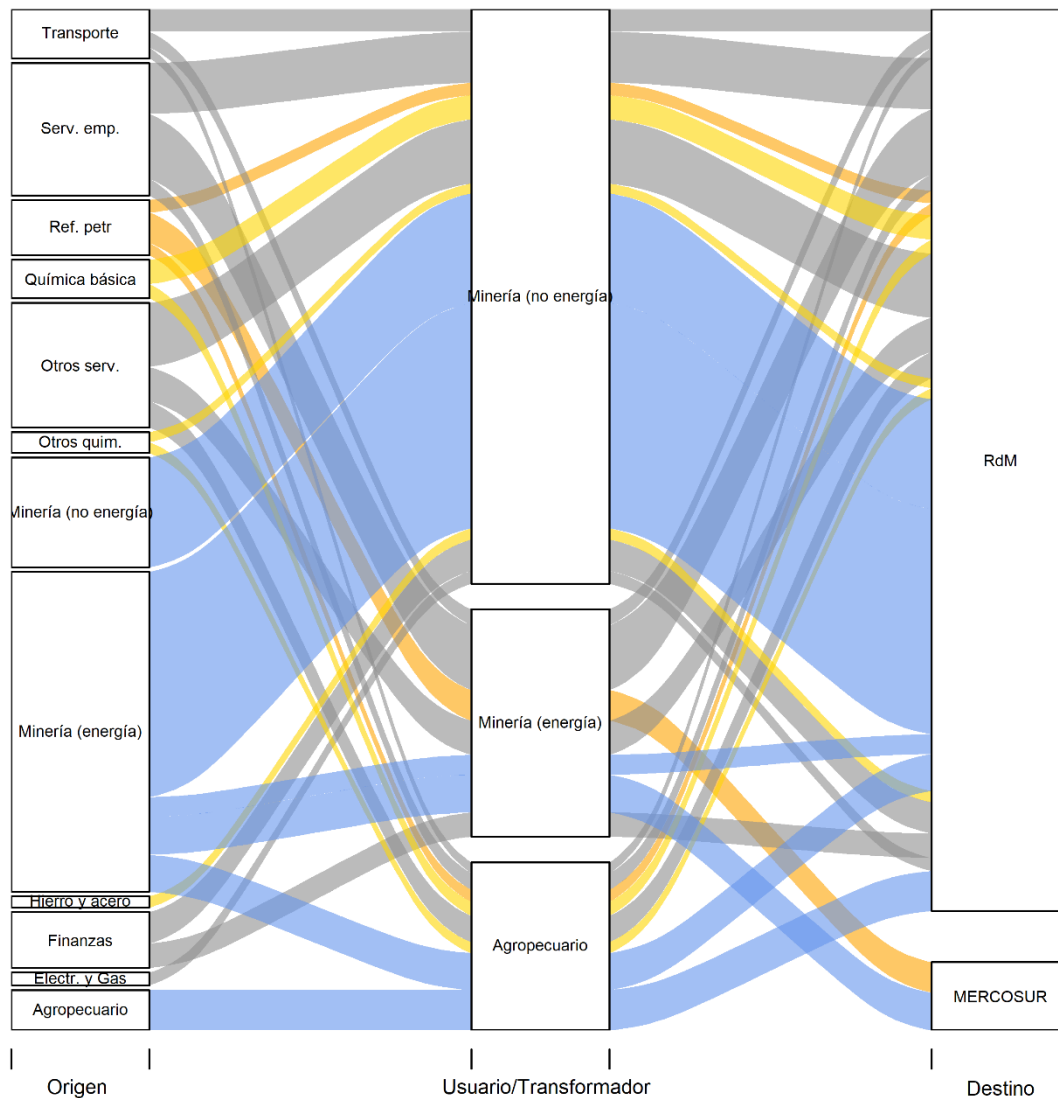 Transporte
Serv. emp.
Ref. petr
Química básica
Otros serv.
Otros quim.
Minería (no energía)
Minería (energía)
Hierro y acero
Finanzas
Electr. y Gas
Agropecuario
Minería (no energía)
Minería (energía)
Agropecuario
RdM
MERCOSUR
Origen
Usuario/Transformador
Destino